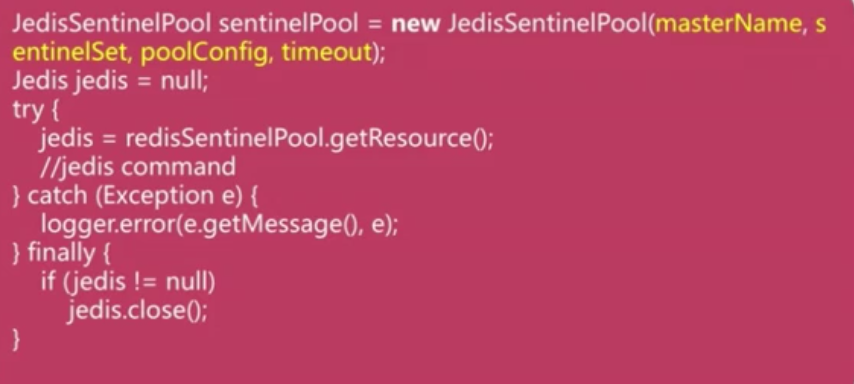 JedisSentinelPool sentinelPool = new JedisSentinelPool(masterName, s
entinelSet, poolConfig, timeout);
Jedis jedis = null;
try {
jedis = redisSentinelPool.getResource();
//jedis command
} catch (Exception e) {
logger.error(e.getMessage(), e);
} finally {
if (jedis != null)
jedis.close();
}